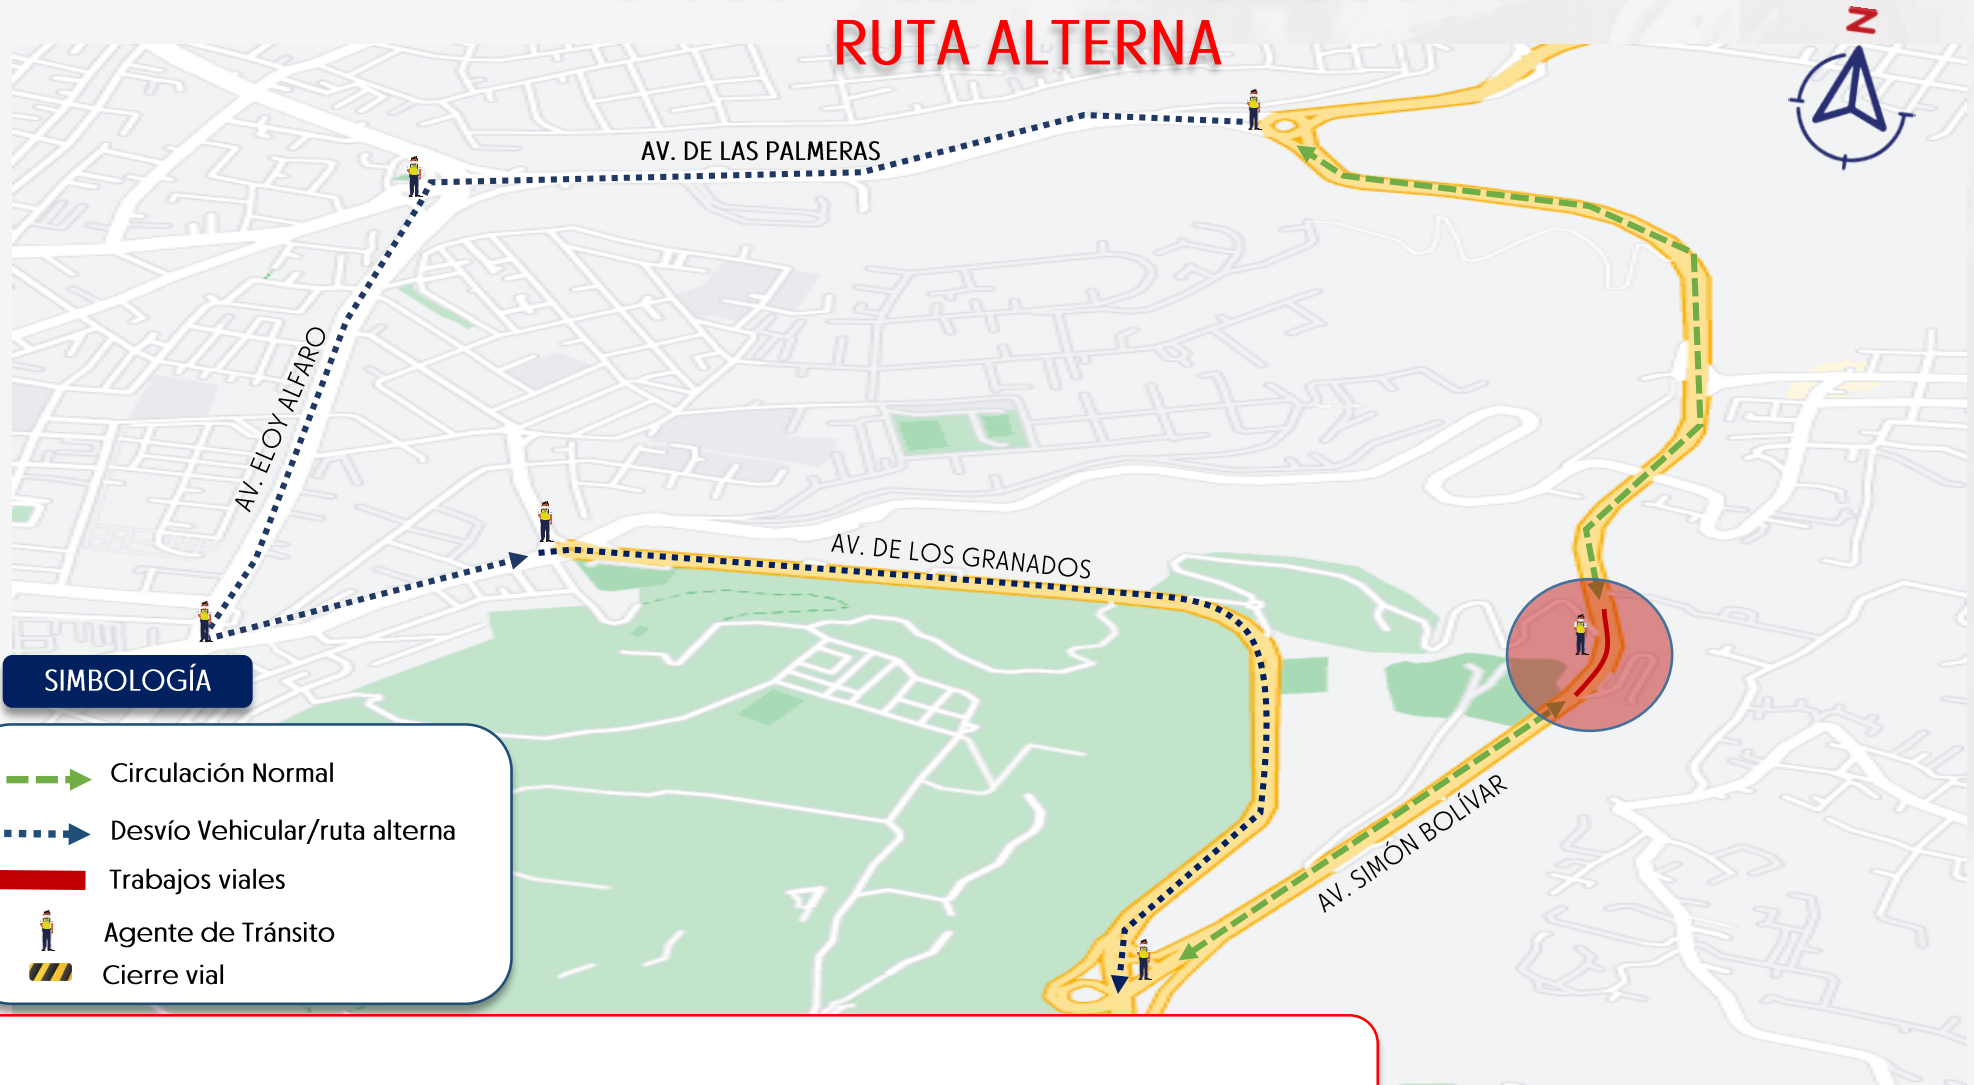 RUTA ALTERNA
N
AV. DE LAS PALMERAS
AV. ELOY ALFARO
AV. DE LOS GRANADOS
AV. SIMÓN BOLÍVAR
SIMBOLOGÍA
Circulación Normal
Desvío Vehicular/ruta alterna
Trabajos viales
Agente de Tránsito
Cierre vial